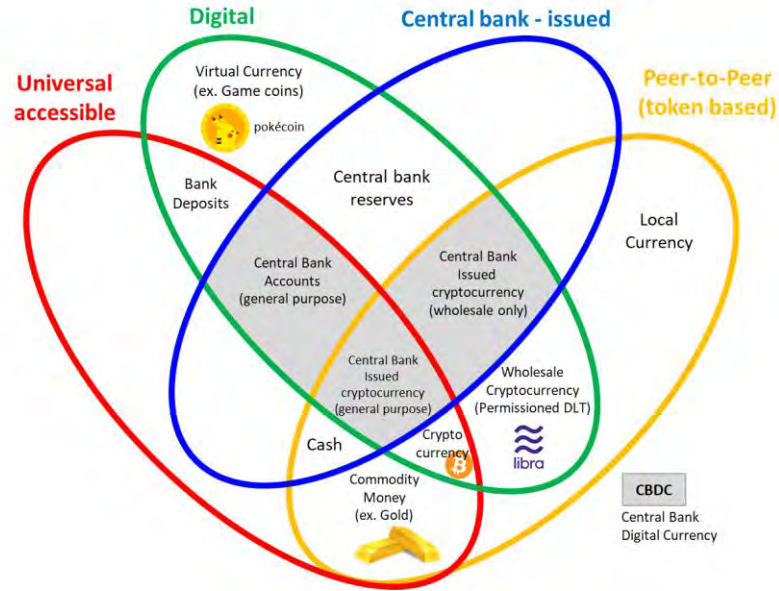 Digital
Central bank - issued
Universal
accessible
Peer-to-Peer
(token based)
Virtual Currency
(ex. Game coins)
pokécoin
Bank
Deposits
Central bank
reserves
Local
Currency
Central Bank
Accounts
(general purpose)
Central Bank
Issued
cryptocurrency
(wholesale only)
Central Bank
Issued
cryptocurrency
(general purpose)
Wholesale
Cryptocurrency
(Permissioned DLT)
libra
Cash
Crypto
currency
Commodity
Money
(ex. Gold)
CBDC
Central Bank
Digital Currency